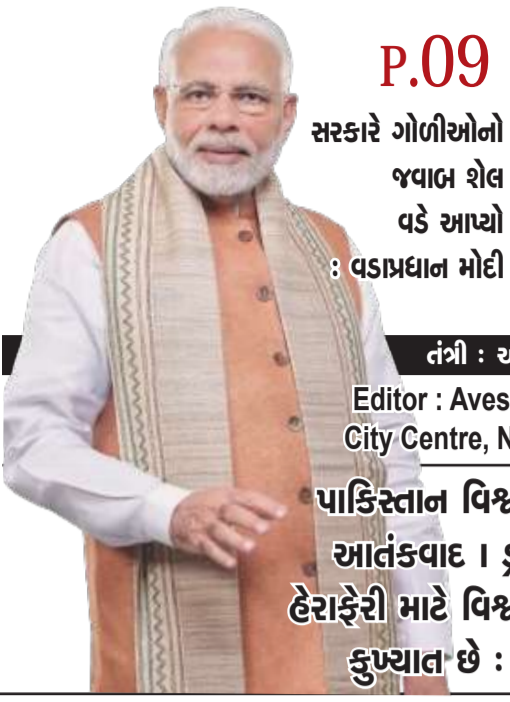 P.09
સરકારે ગોળીઓનો
જવાબ શેલ
વડે આપ્યો
: વડાપ્રધાન મોદી
તંત્રી :
Editor : Aves
City Centre, N
પાકિસ્તાન વિશ્વ
આતંકવાદ ।
હેરાફેરી માટે વિશ્વ
કુખ્યાત છે :